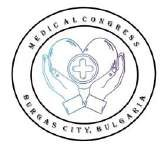 MEDICAL CONGRESS
BURGAS CITY, BULGARIA